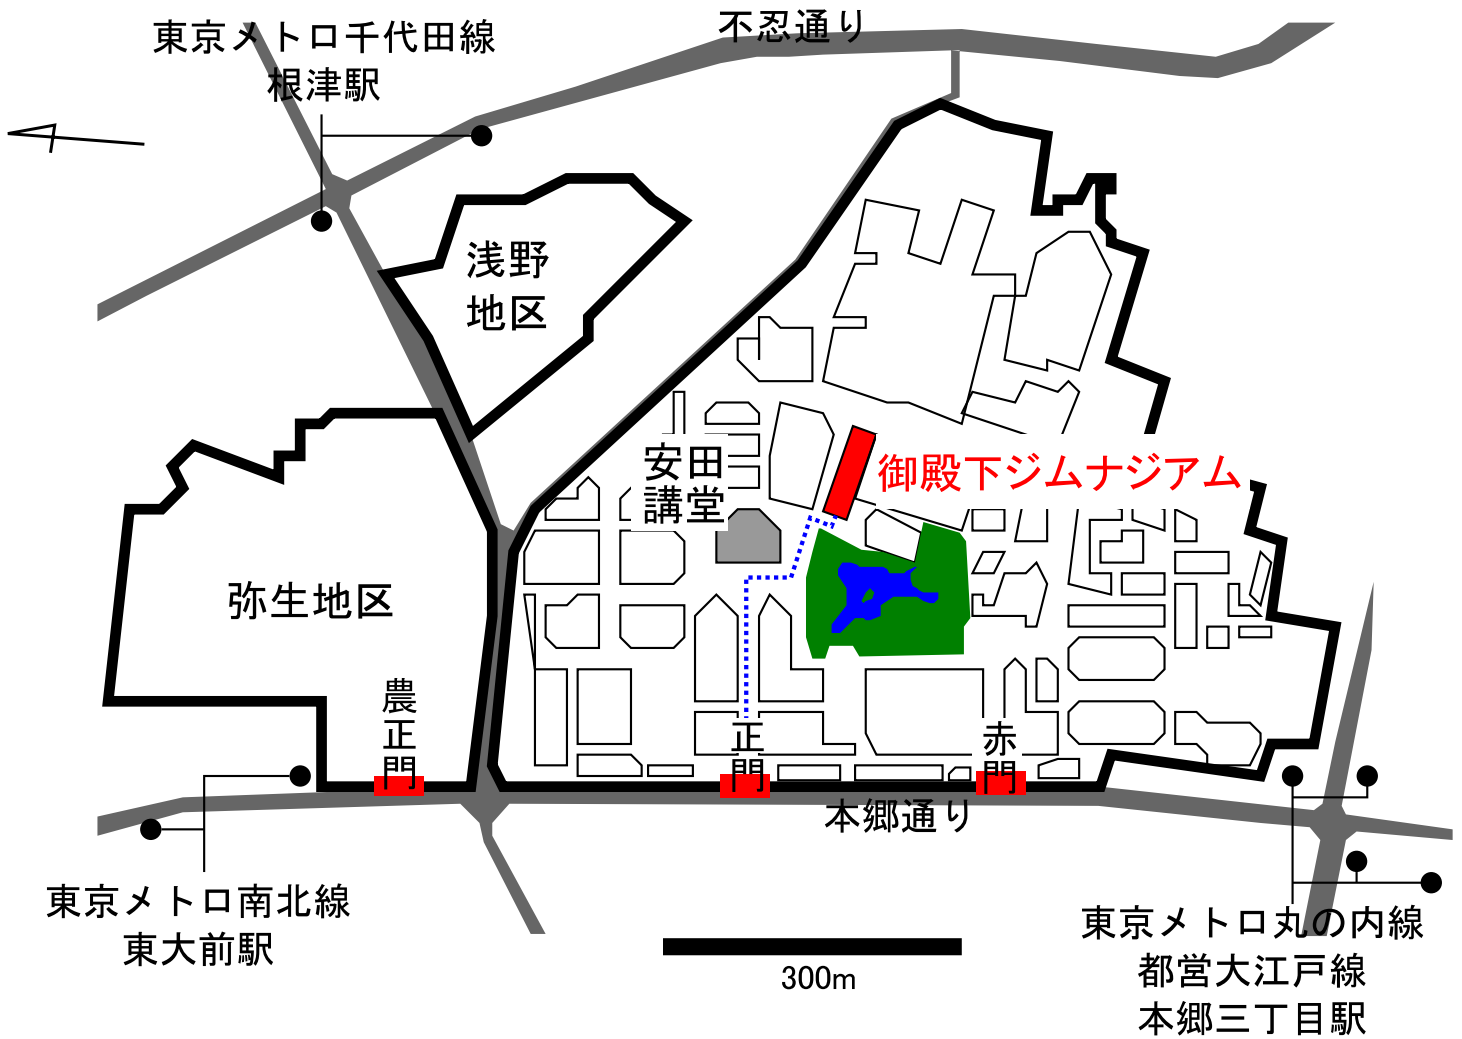 東京メトロ千代田線
根津駅
不忍通り
浅野
地区
安田
講堂
御殿下ジムナジアム
弥生地区
農正門
正門
赤門
本郷通り
東京メトロ南北線
東大前駅
300m
東京メトロ丸の内線
都営大江戸線
本郷三丁目駅